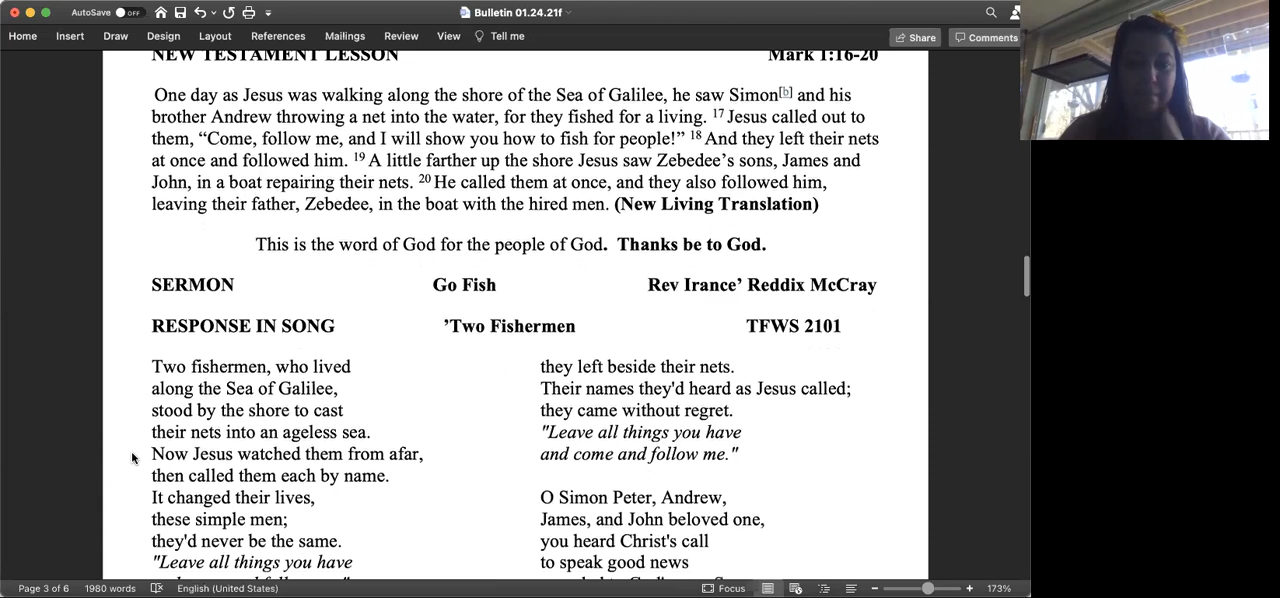 AutoSave OFF
Bulletin 01.24.21f
Home Insert Draw Design Layout References Mailings Review View Tell me Share Comments
NEW TESTAMENT LESSON Mark 1:16-20
One day as Jesus was walking along the shore of the Sea of Galilee, he saw Simon[b] and his
brother Andrew throwing a net into the water, for they fished for a living. 17 Jesus called out to
them, “Come, follow me, and I will show you how to fish for people!” 18 And they left their nets
at once and followed him. 19 A little farther up the shore Jesus saw Zebedee’s sons, James and
John, in a boat repairing their nets. 20 He called them at once, and they also followed him,
leaving their father, Zebedee, in the boat with the hired men. (New Living Translation)
This is the word of God for the people of God. Thanks be to God.
SERMON Go Fish Rev Irance’ Reddix McCray
RESPONSE IN SONG ’Two Fishermen TFWS 2101
Two fishermen, who lived
along the Sea of Galilee,
stood by the shore to cast
their nets into an ageless sea.
Now Jesus watched them from afar,
then called them each by name.
It changed their lives,
these simple men;
they'd never be the same.
"Leave all things you have
they left beside their nets.
Their names they'd heard as Jesus called;
they came without regret.
"Leave all things you have
and come and follow me."
O Simon Peter, Andrew,
James, and John beloved one,
you heard Christ's call
to speak good news
Page 3 of 6 1980 words English (United States) Focus 173%